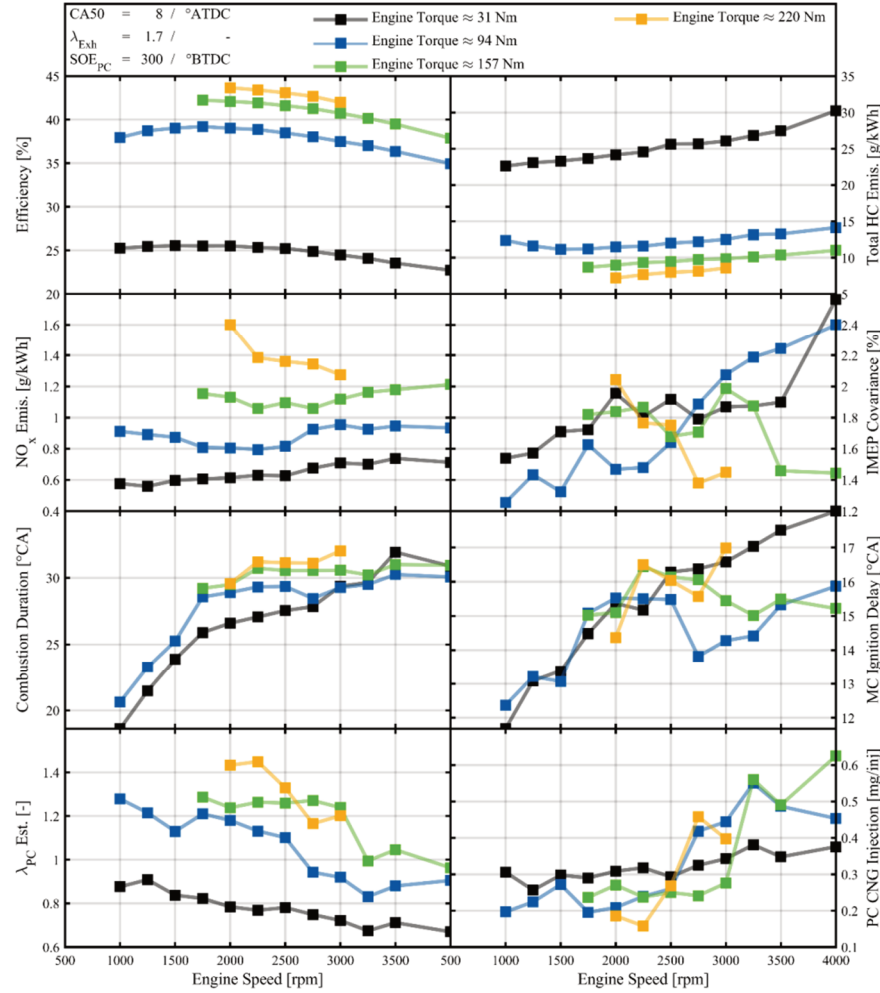 CA50 = 8 / °ATDC
λExh = 1.7 / -
SOEPC = 300 / °BTDC
Engine Torque ≈ 31 Nm
Engine Torque ≈ 94 Nm
Engine Torque ≈ 157 Nm
Engine Torque ≈ 220 Nm
Efficiency [%]
45
40
35
30
25
20
Total HC Emis. [g/kWh]
35
30
25
20
15
10
5
NOx Emis. [g/kWh]
1.6
1.4
1.2
1
0.8
0.6
0.4
IMEP Covariance [%]
2.4
2.2
2
1.8
1.6
1.4
1.2
Combustion Duration [°CA]
30
25
20
MC Ignition Delay [°CA]
17
16
15
14
13
12
λPC Est. [-]
1.4
1.2
1
0.8
0.6
PC CNG Injection [mg/inj]
0.6
0.5
0.4
0.3
0.2
0.1
500 1000 1500 2000 2500 3000 3500 500 1000 1500 2000 2500 3000 3500 4000
Engine Speed [rpm] Engine Speed [rpm]